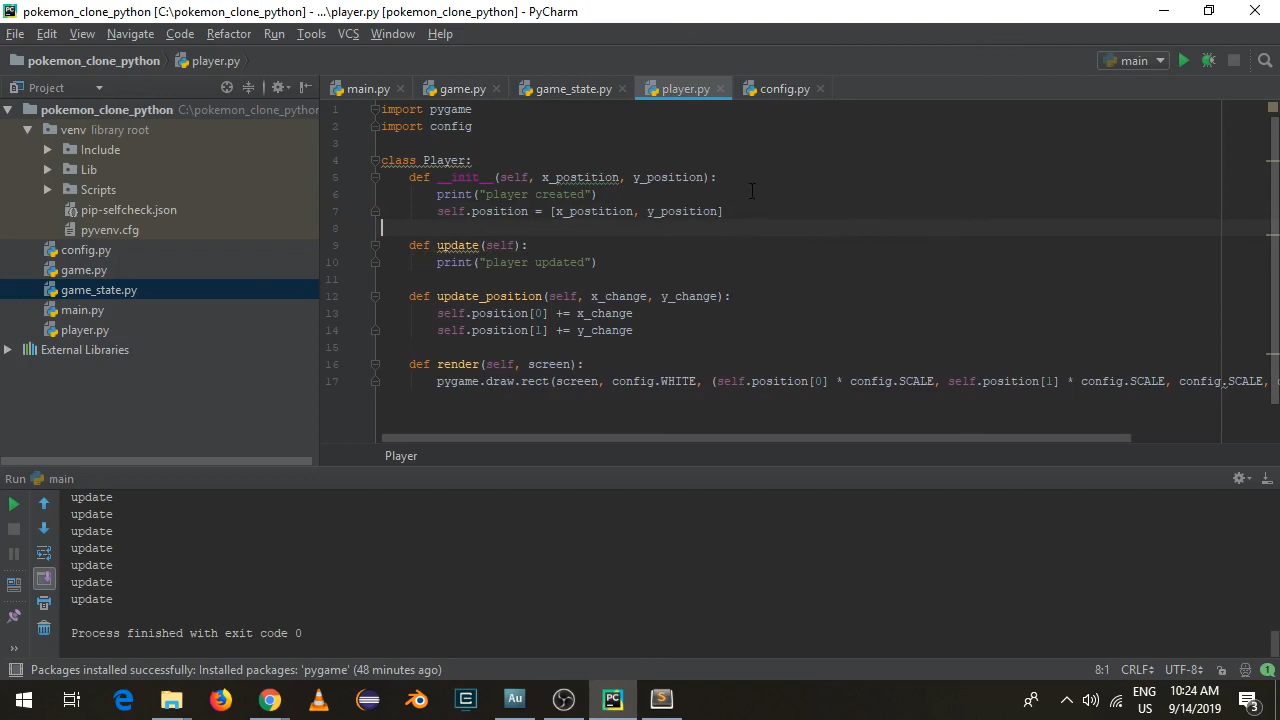 pokemon_clone_python [C:\pokemon_clone_python] - ...\player.py [pokemon_clone_python] - PyCharm
File Edit View Navigate Code Refactor Run Tools VCS Window Help
pokemon_clone_python player.py main
Project
main.py game.py game_state.py player.py config.py
pokemon_clone_python C:\pokemon_clone_python
venv library root
Include
Lib
Scripts
pip-selfcheck.json
pyvenv.cfg
config.py
game.py
game_state.py
main.py
player.py
External Libraries
1 import pygame
2 import config
3
4 class Player:
5 def __init__(self, x_postition, y_position):
6 print("player created")
7 self.position = [x_postition, y_position]
8
9 def update(self):
10 print("player updated")
11
12 def update_position(self, x_change, y_change):
13 self.position[0] += x_change
14 self.position[1] += y_change
15
16 def render(self, screen):
17 pygame.draw.rect(screen, config.WHITE, (self.position[0] * config.SCALE, self.position[1] * config.SCALE, config.SCALE,
Player
Run main
update
update
update
update
update
update
update
Process finished with exit code 0
Packages installed successfully: Installed packages: 'pygame' (48 minutes ago) 8:1 CRLF UTF-8 1
ENG 10:24 AM
US 9/14/2019 3